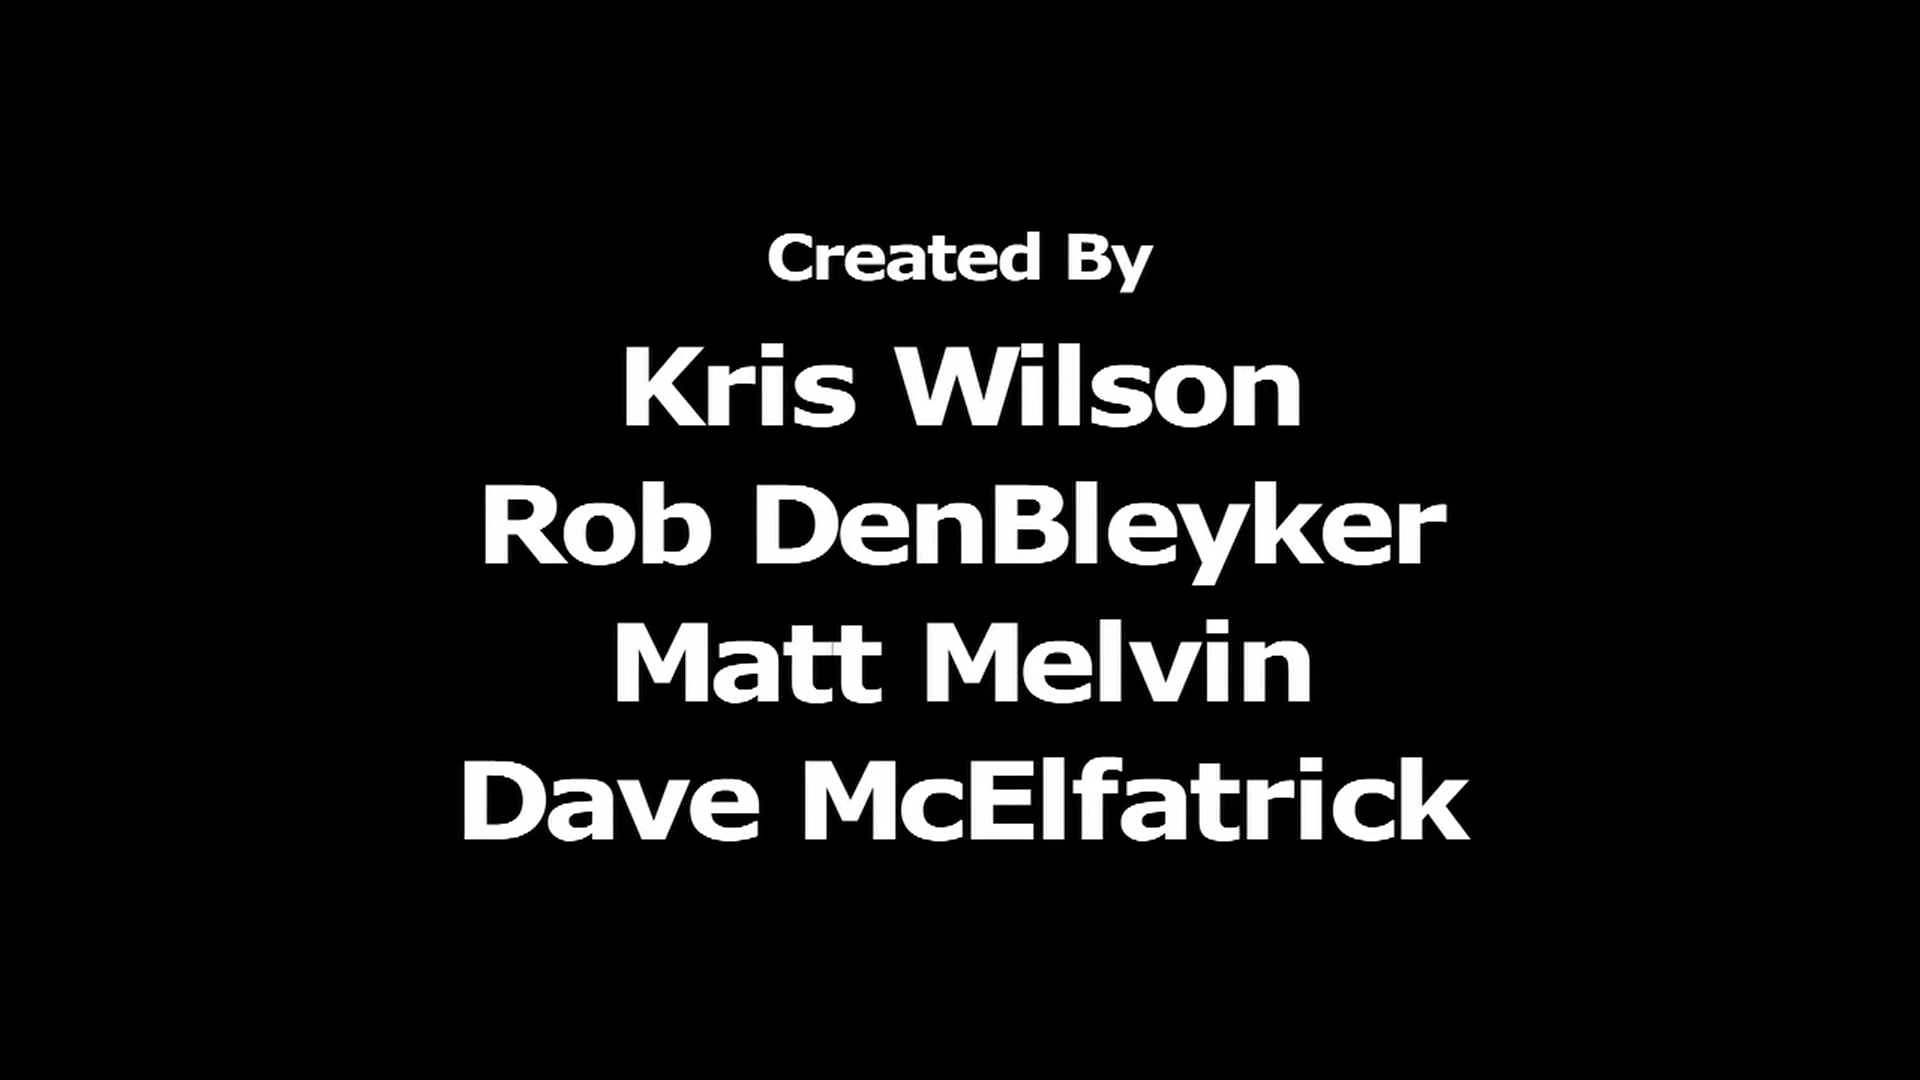 Created By
Kris Wilson
Rob DenBleyker
Matt Melvin
Dave McElfatrick